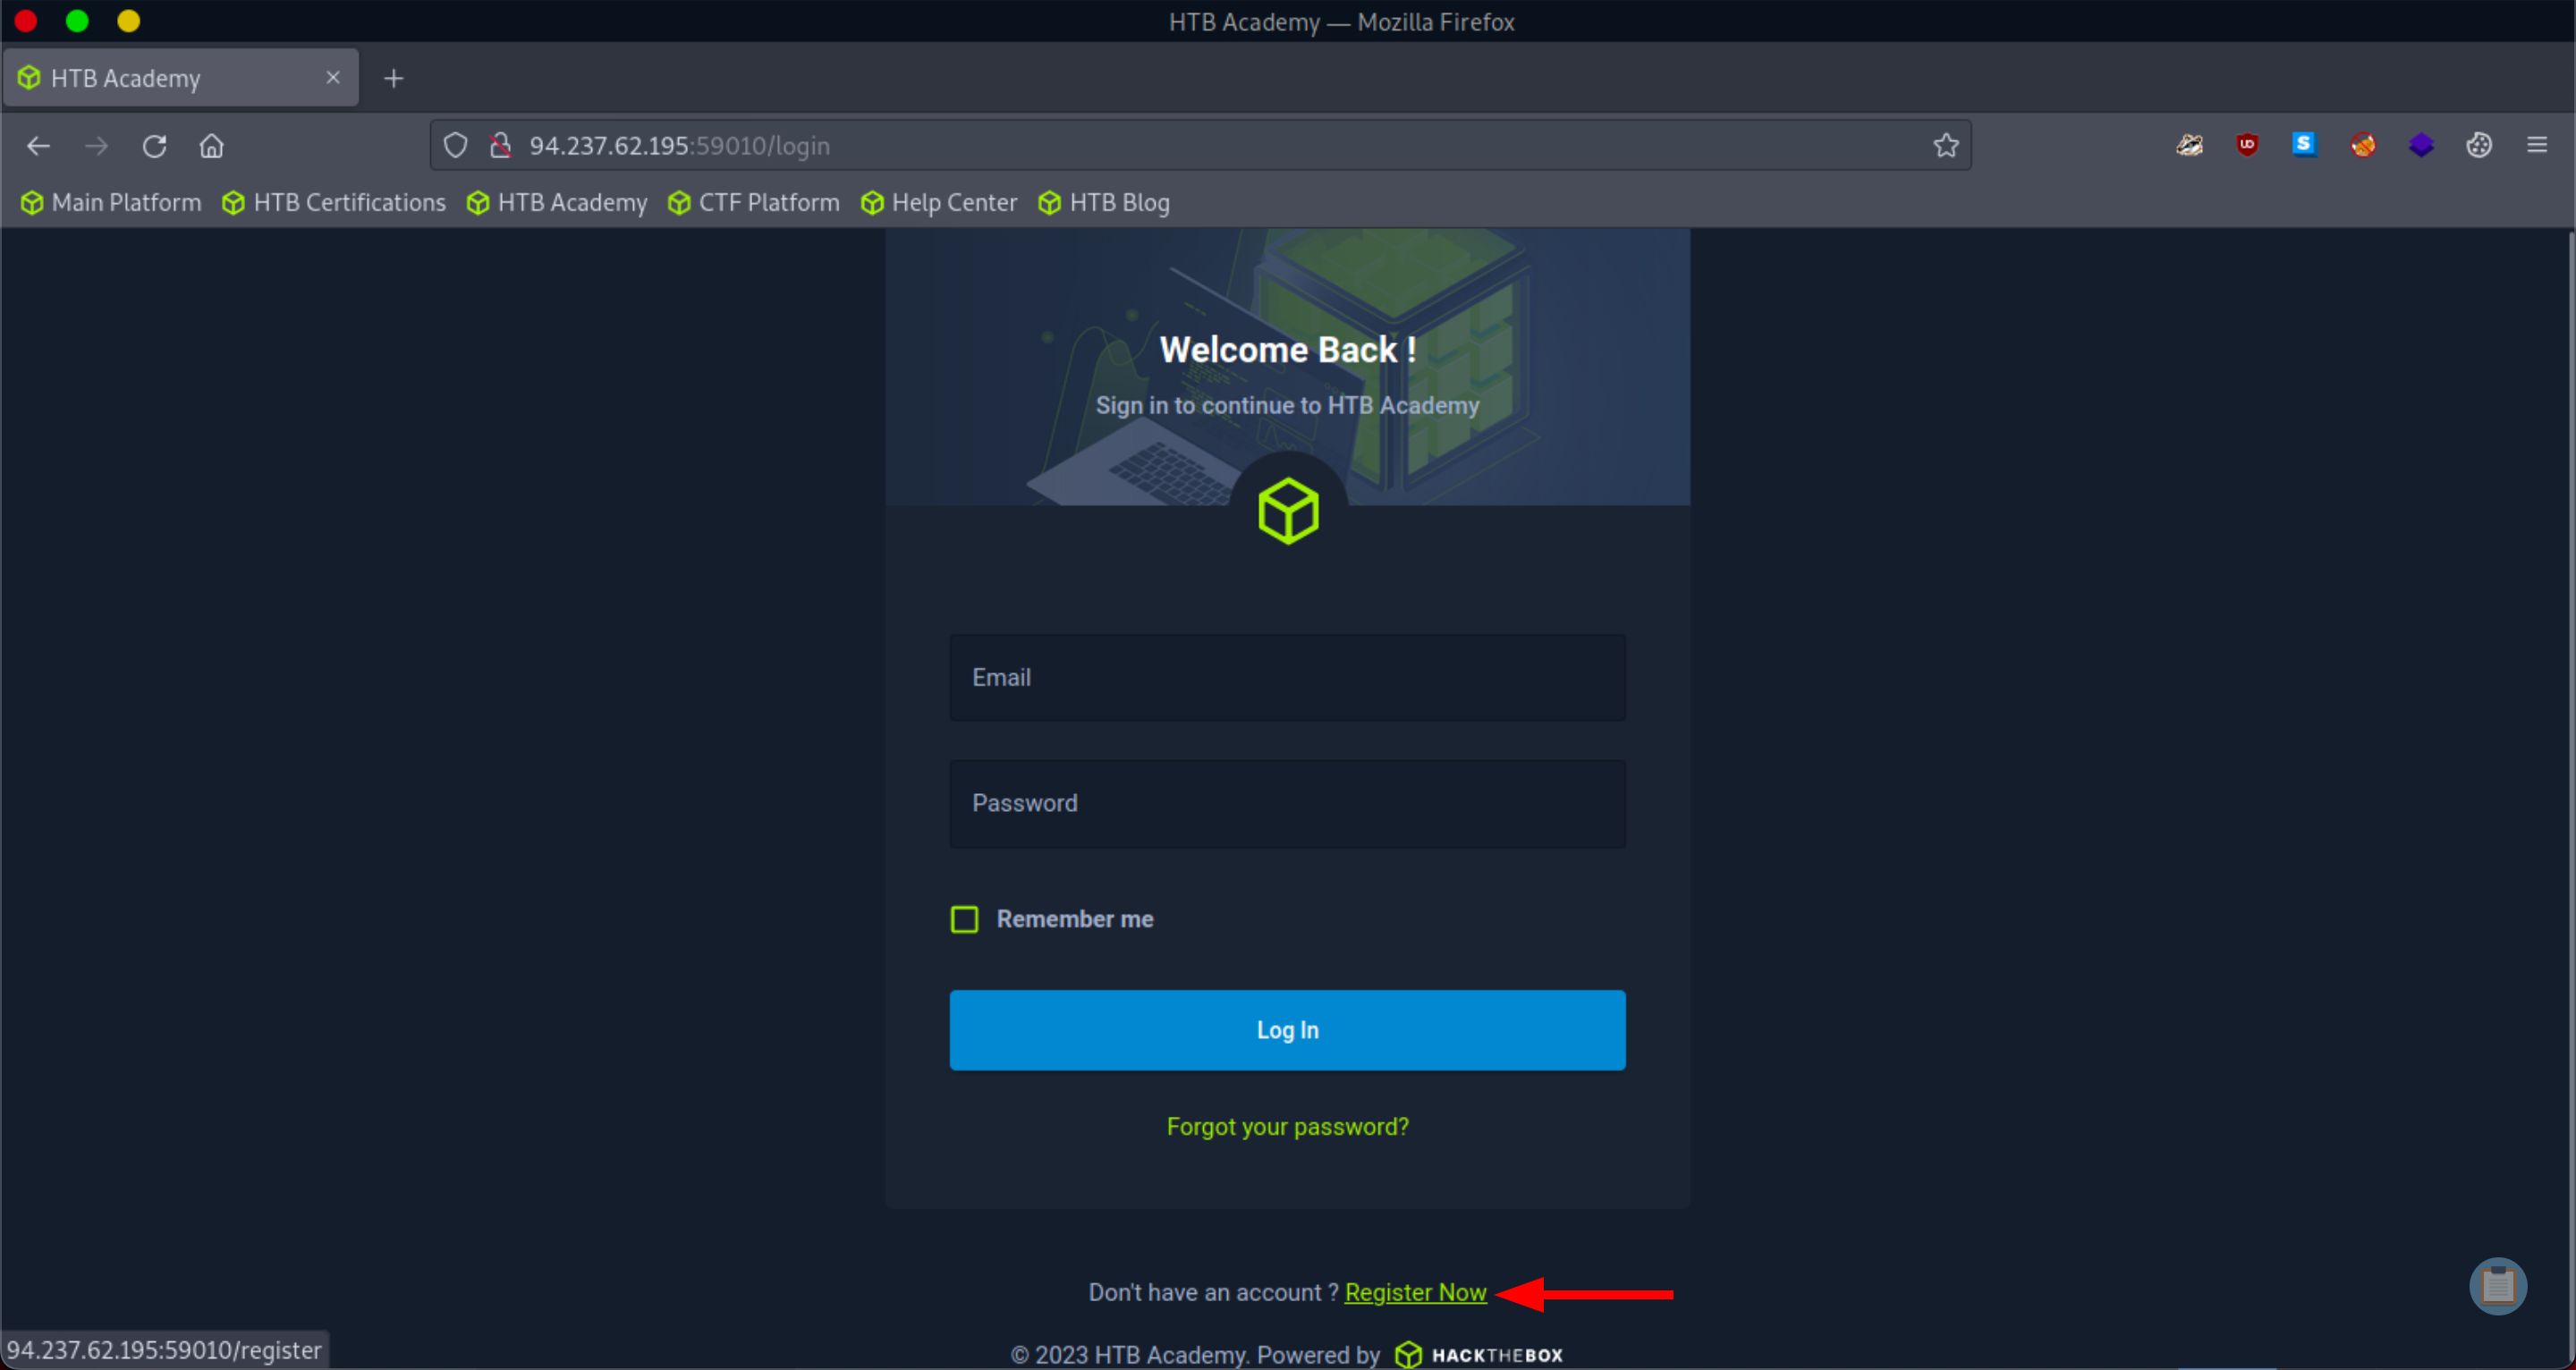 HTB Academy — Mozilla Firefox
HTB Academy
94.237.62.195:59010/login
Main Platform HTB Certifications HTB Academy CTF Platform Help Center HTB Blog
Welcome Back !
Sign in to continue to HTB Academy
Email
Password
Remember me
Log In
Forgot your password?
Don't have an account ? Register Now
94.237.62.195:59010/register
© 2023 HTB Academy. Powered by HACKTHEBOX